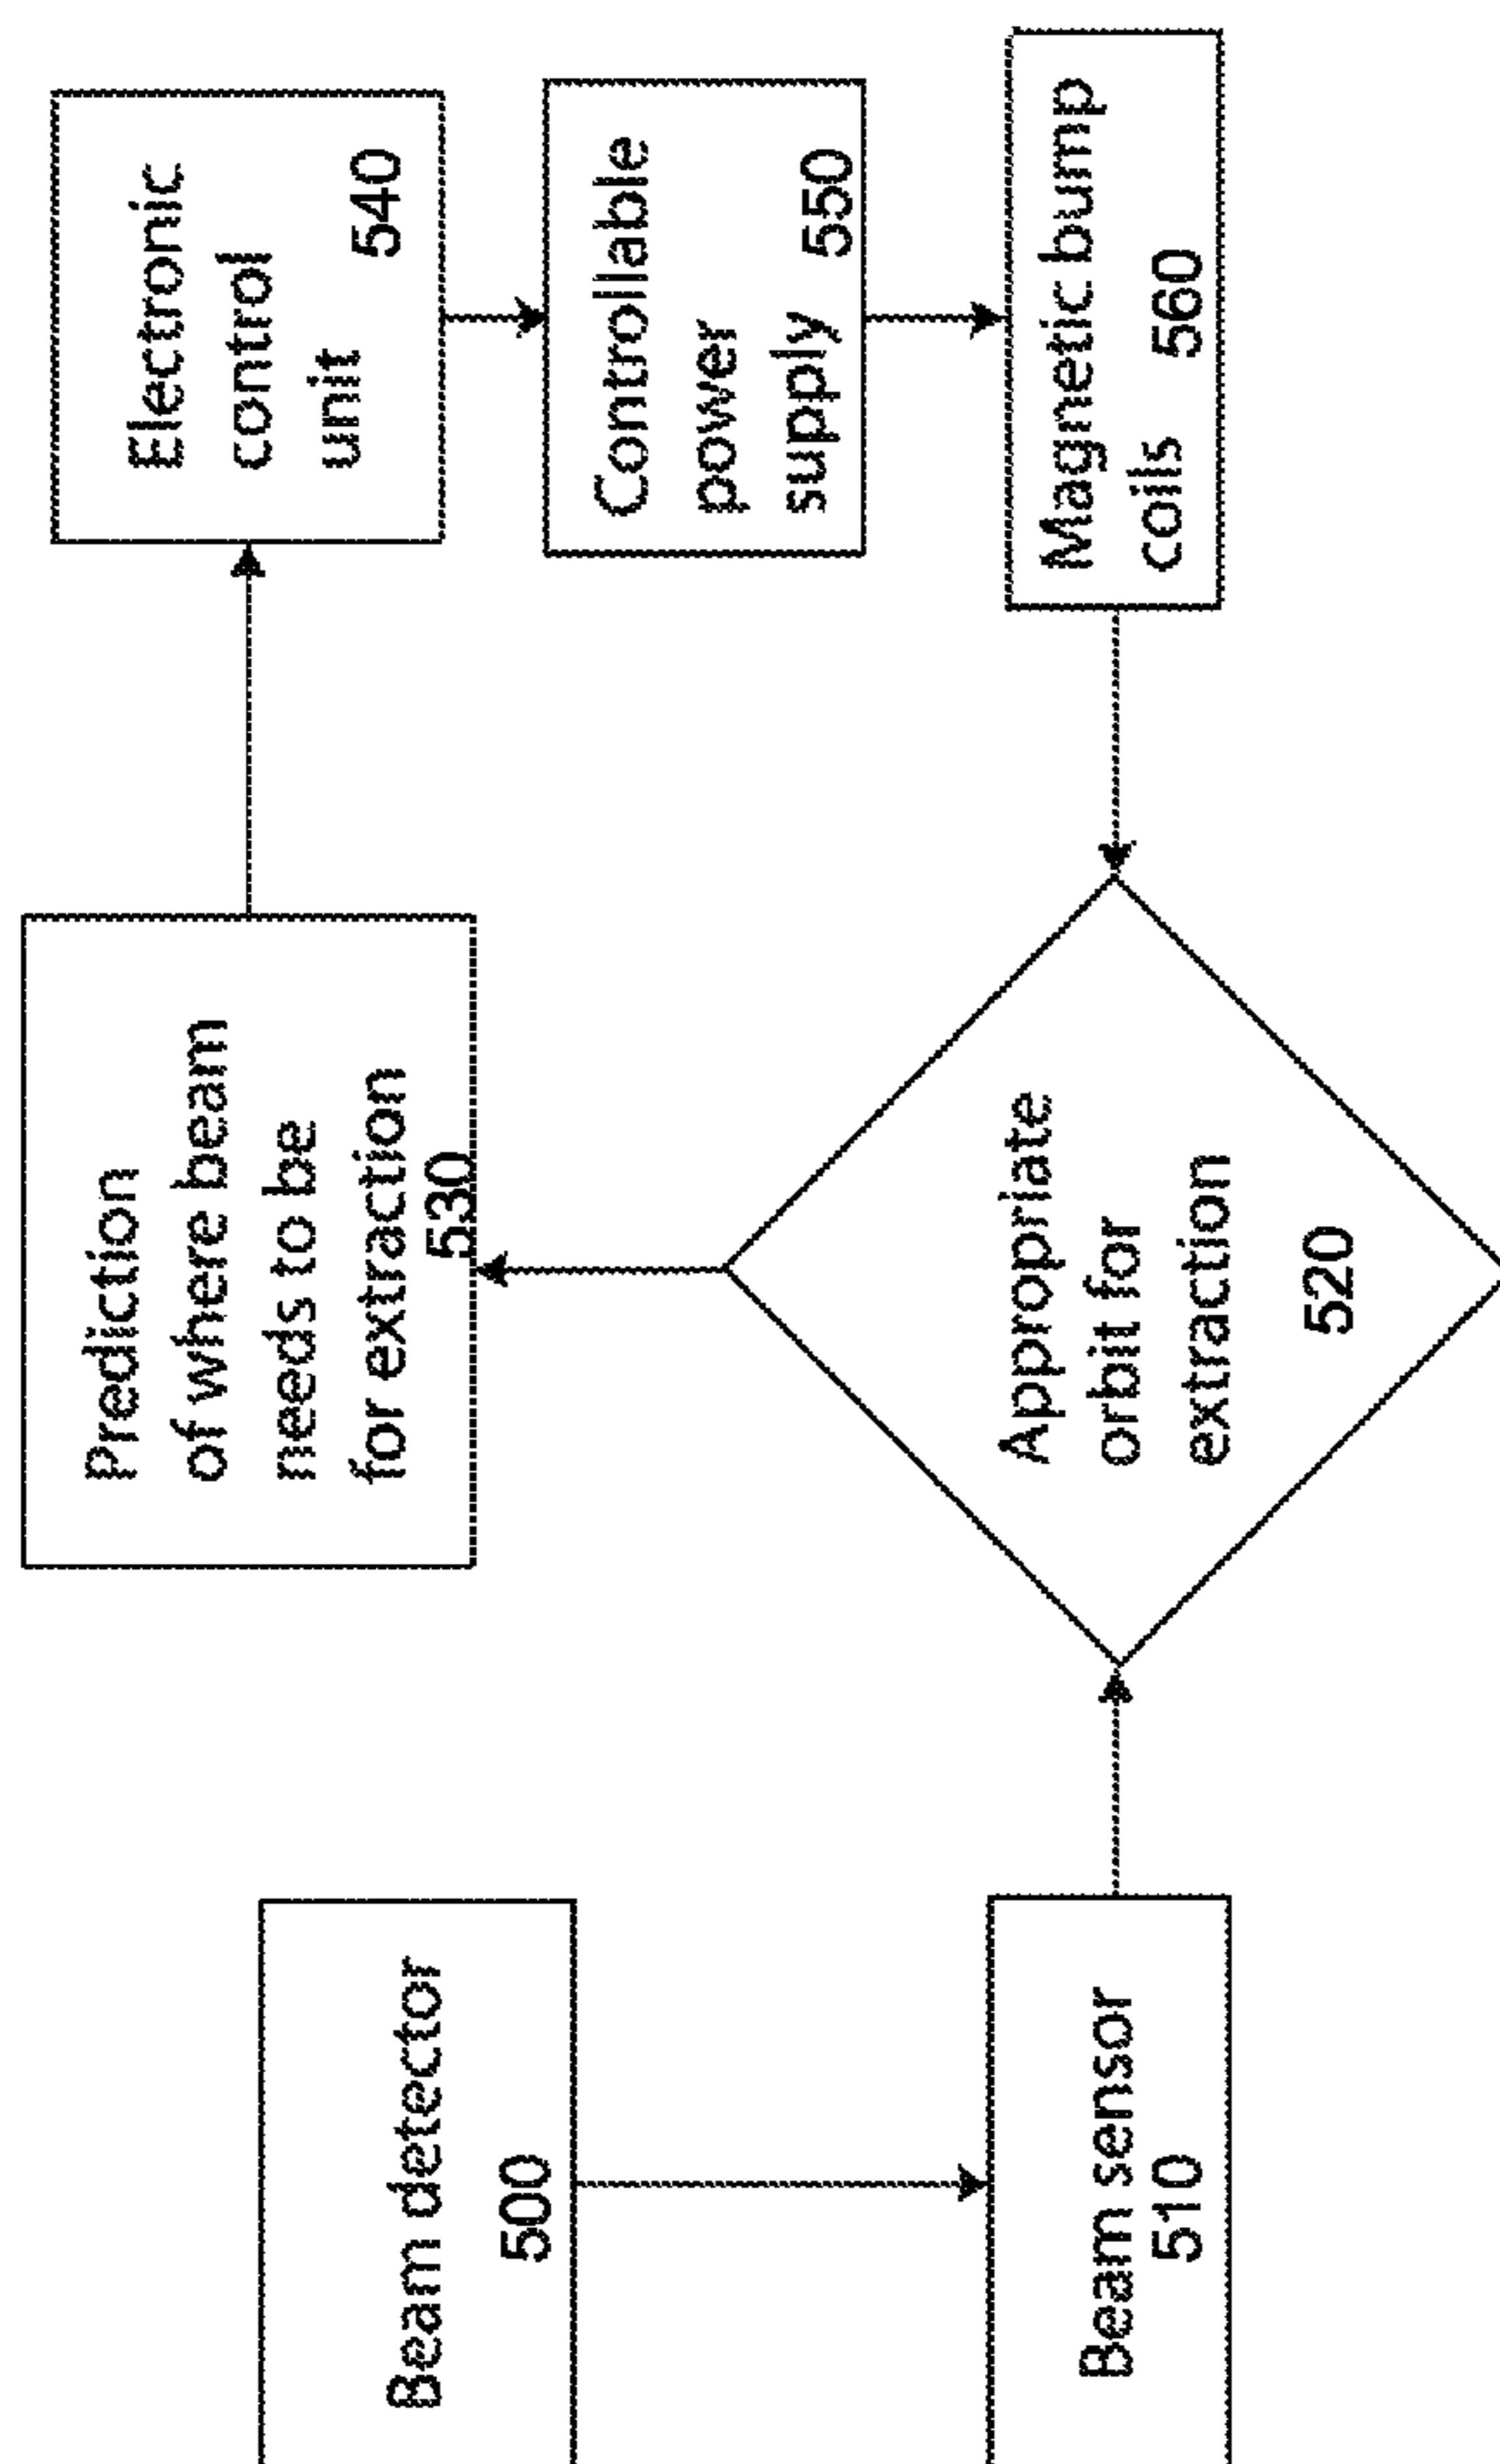 Beam detector
500
Beam sensor
510
Appropriate
orbit for
extraction
520
Prediction
of where beam
needs to be
for extraction
530
Electronic
control
unit 540
Controllable
power
supply 550
Magnetic bump
coils 560